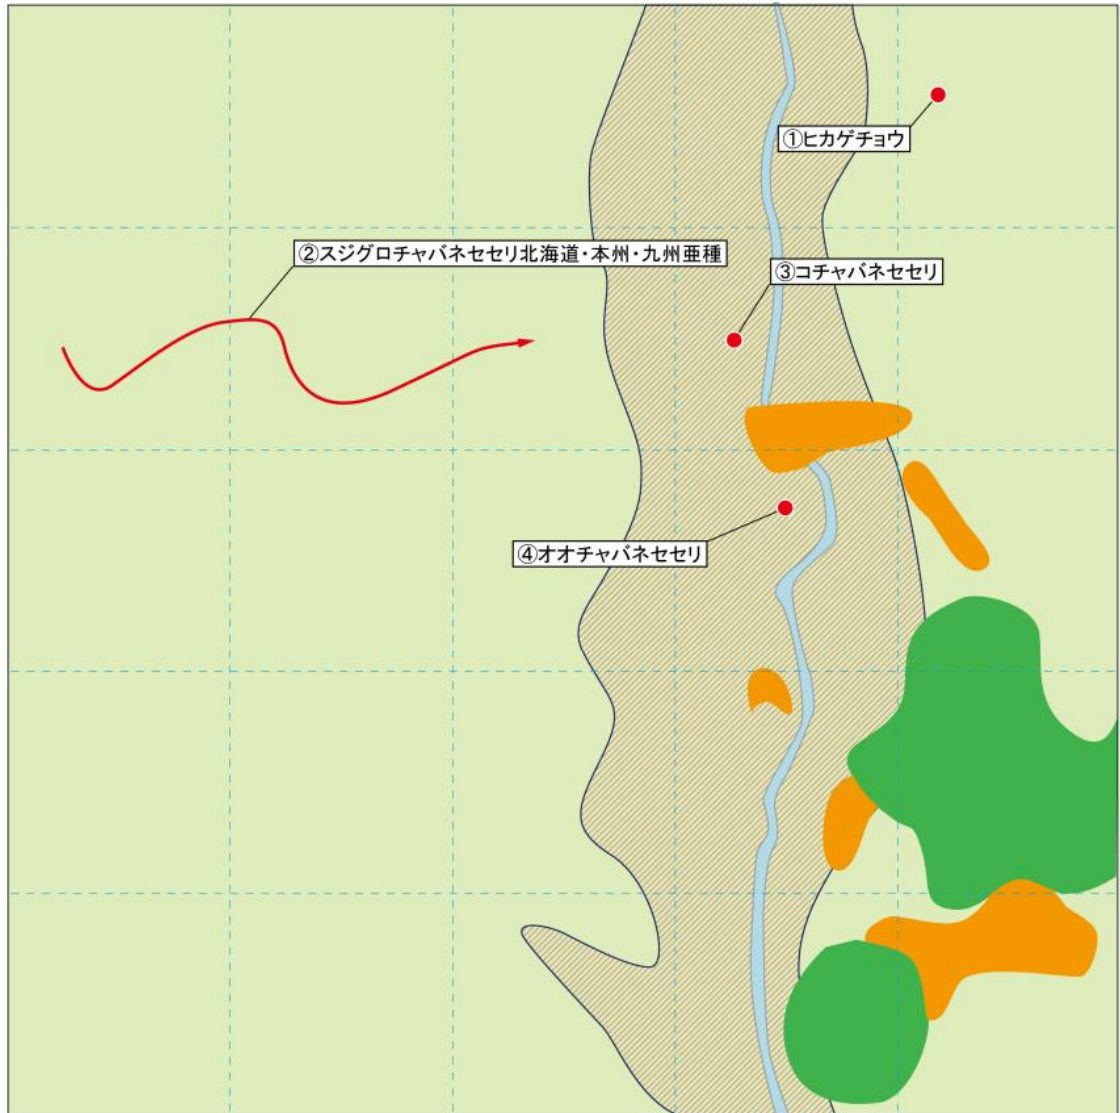 ①ヒカゲチョウ
②スジグロチャバネセセリ北海道・本州・九州亜種
③コチャバネセセリ
④オオチャバネセセリ